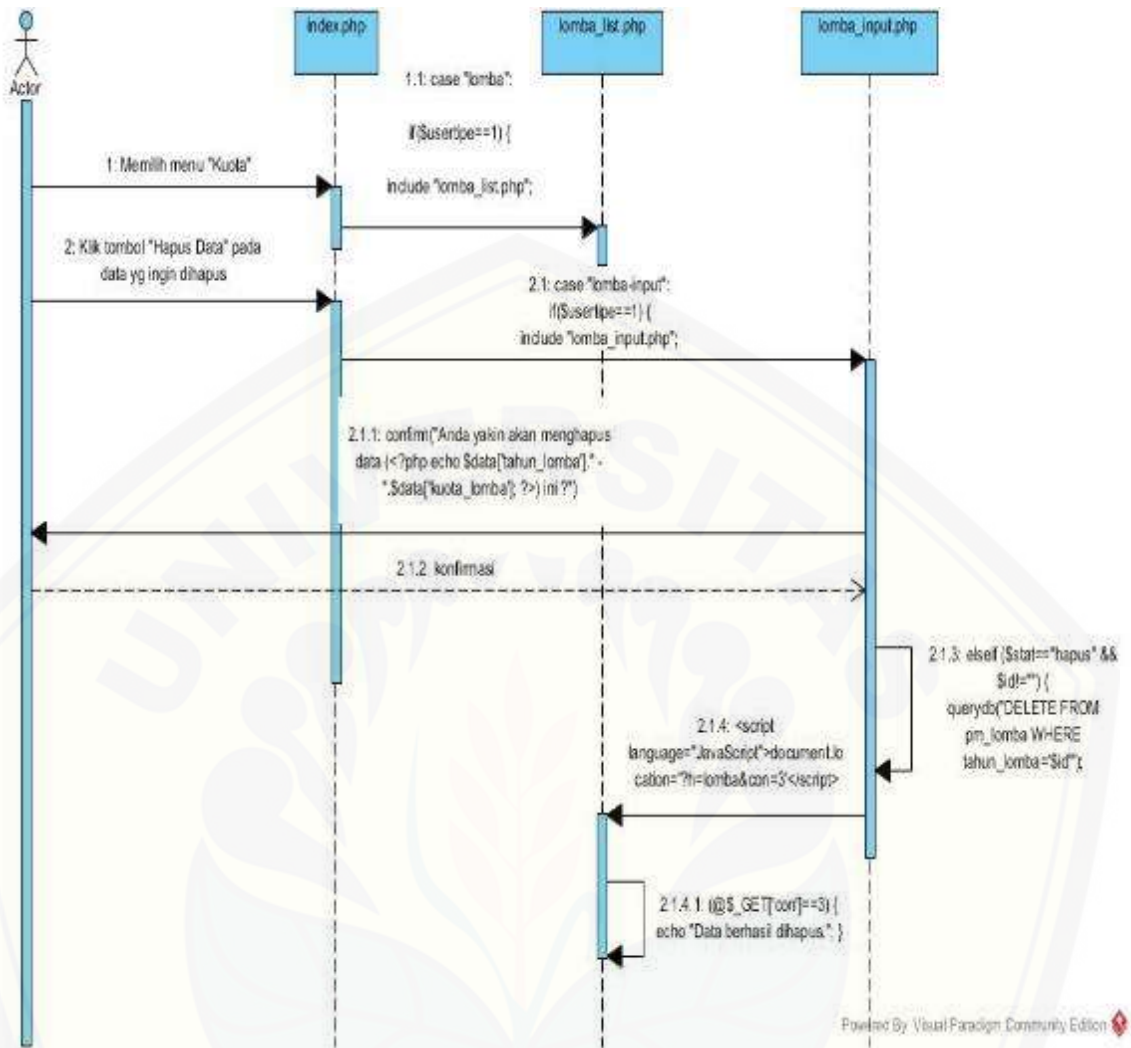 index.php
lomba_list.php
lomba_input.php
Actor
1.1: case "lomba":
if($usertipe==1) {
include "lomba_list.php";
1: Memilih menu "Kuota"
2: Klik tombol "Hapus Data" pada
data yg ingin dihapus
2.1: case "lomba-input":
if($usertipe==1) {
include "lomba_input.php";
2.1.1: confirm("Anda yakin akan menghapus
data (<?php echo $data['tahun_lomba']." -
".$data['kuota_lomba']; ?>) ini ?")
2.1.2: konfirmasi
2.1.3: elseif ($stat=="hapus" &&
$id!="") {
querydb("DELETE FROM
pm_lomba WHERE
tahun_lomba='$id'");
2.1.4: <script
language="JavaScript">document.lo
cation='?h=lomba&con=3'</script>
2.1.4.1: (@$_GET['con']==3) {
echo "Data berhasil dihapus."; }
UNIVERSITAS
Powered By Visual Paradigm Community Edition